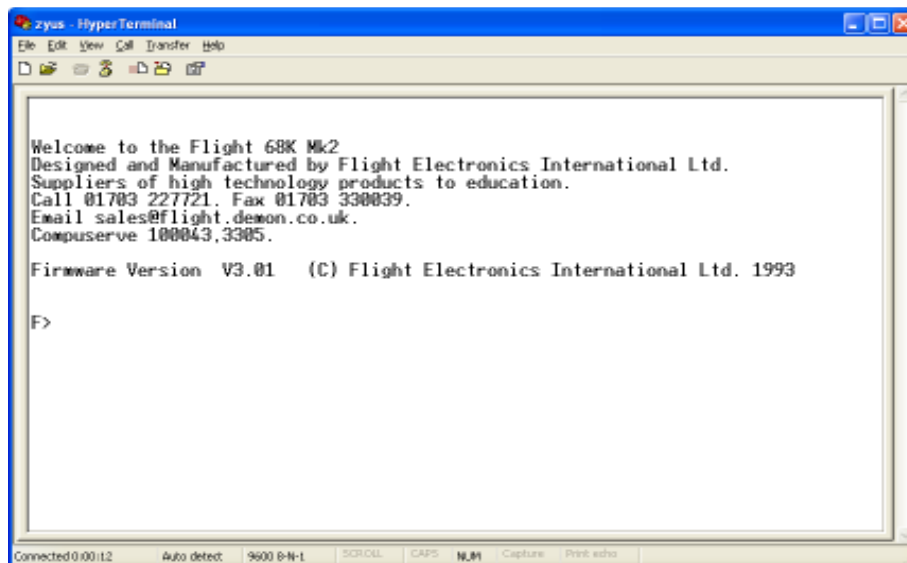 zyus - HyperTerminal
File Edit View Call Transfer Help
Welcome to the Flight 68K Mk2
Designed and Manufactured by Flight Electronics International Ltd.
Suppliers of high technology products to education.
Call 01703 227721. Fax 01703 330039.
Email sales@flight.demon.co.uk.
Compuserve 100043,3305.
Firmware Version  V3.01   (C) Flight Electronics International Ltd. 1993
F>
Connected 0:00:12 Auto detect 9600 8-N-1 SCROLL CAPS NUM Capture Print echo